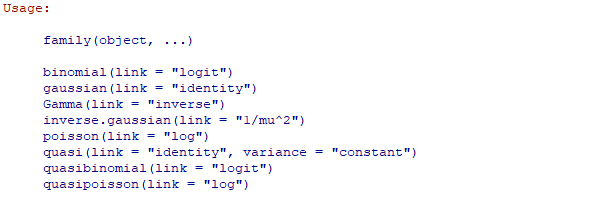 Usage:
family(object, ...)
binomial(link = "logit")
gaussian(link = "identity")
Gamma(link = "inverse")
inverse.gaussian(link = "1/mu^2")
poisson(link = "log")
quasi(link = "identity", variance = "constant")
quasibinomial(link = "logit")
quasipoisson(link = "log")